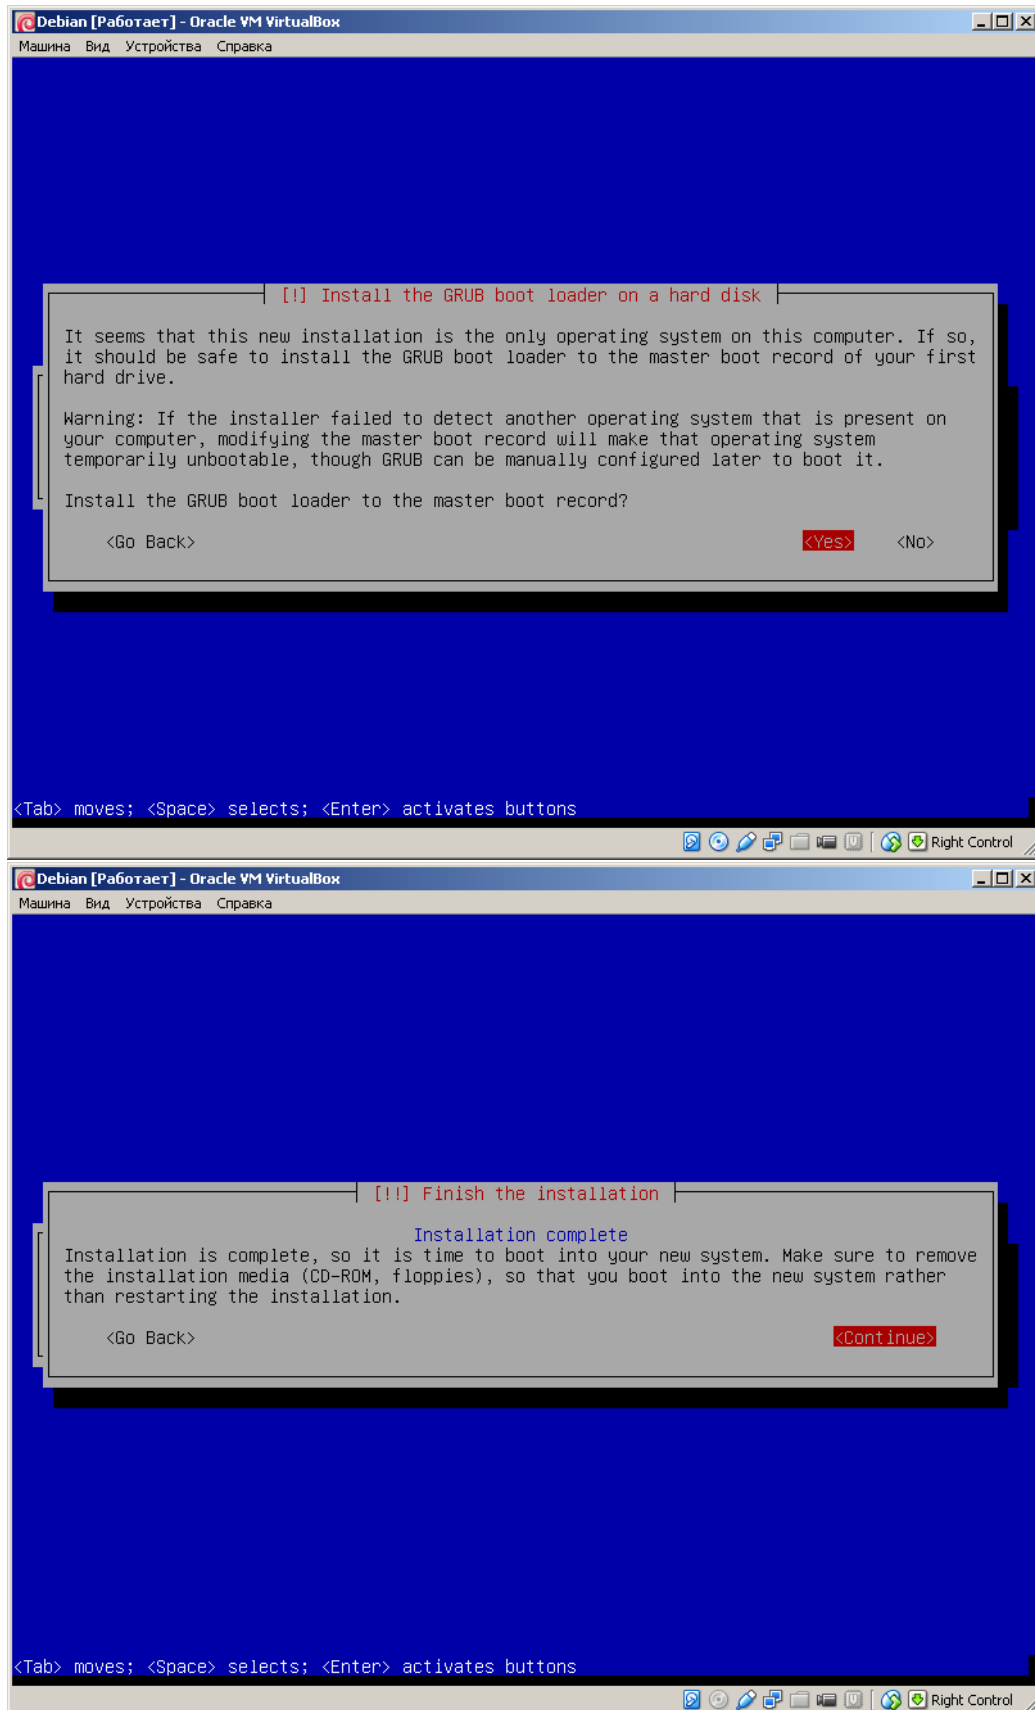 Debian [Работает] - Oracle VM VirtualBox
Машина Вид Устройства Справка
[!] Install the GRUB boot loader on a hard disk
It seems that this new installation is the only operating system on this computer. If so,
it should be safe to install the GRUB boot loader to the master boot record of your first
hard drive.
Warning: If the installer failed to detect another operating system that is present on
your computer, modifying the master boot record will make that operating system
temporarily unbootable, though GRUB can be manually configured later to boot it.
Install the GRUB boot loader to the master boot record?
<Go Back> <Yes> <No>
<Tab> moves; <Space> selects; <Enter> activates buttons
Right Control
Debian [Работает] - Oracle VM VirtualBox
Машина Вид Устройства Справка
[!!] Finish the installation
Installation complete
Installation is complete, so it is time to boot into your new system. Make sure to remove
the installation media (CD-ROM, floppies), so that you boot into the new system rather
than restarting the installation.
<Go Back> <Continue>
<Tab> moves; <Space> selects; <Enter> activates buttons
Right Control